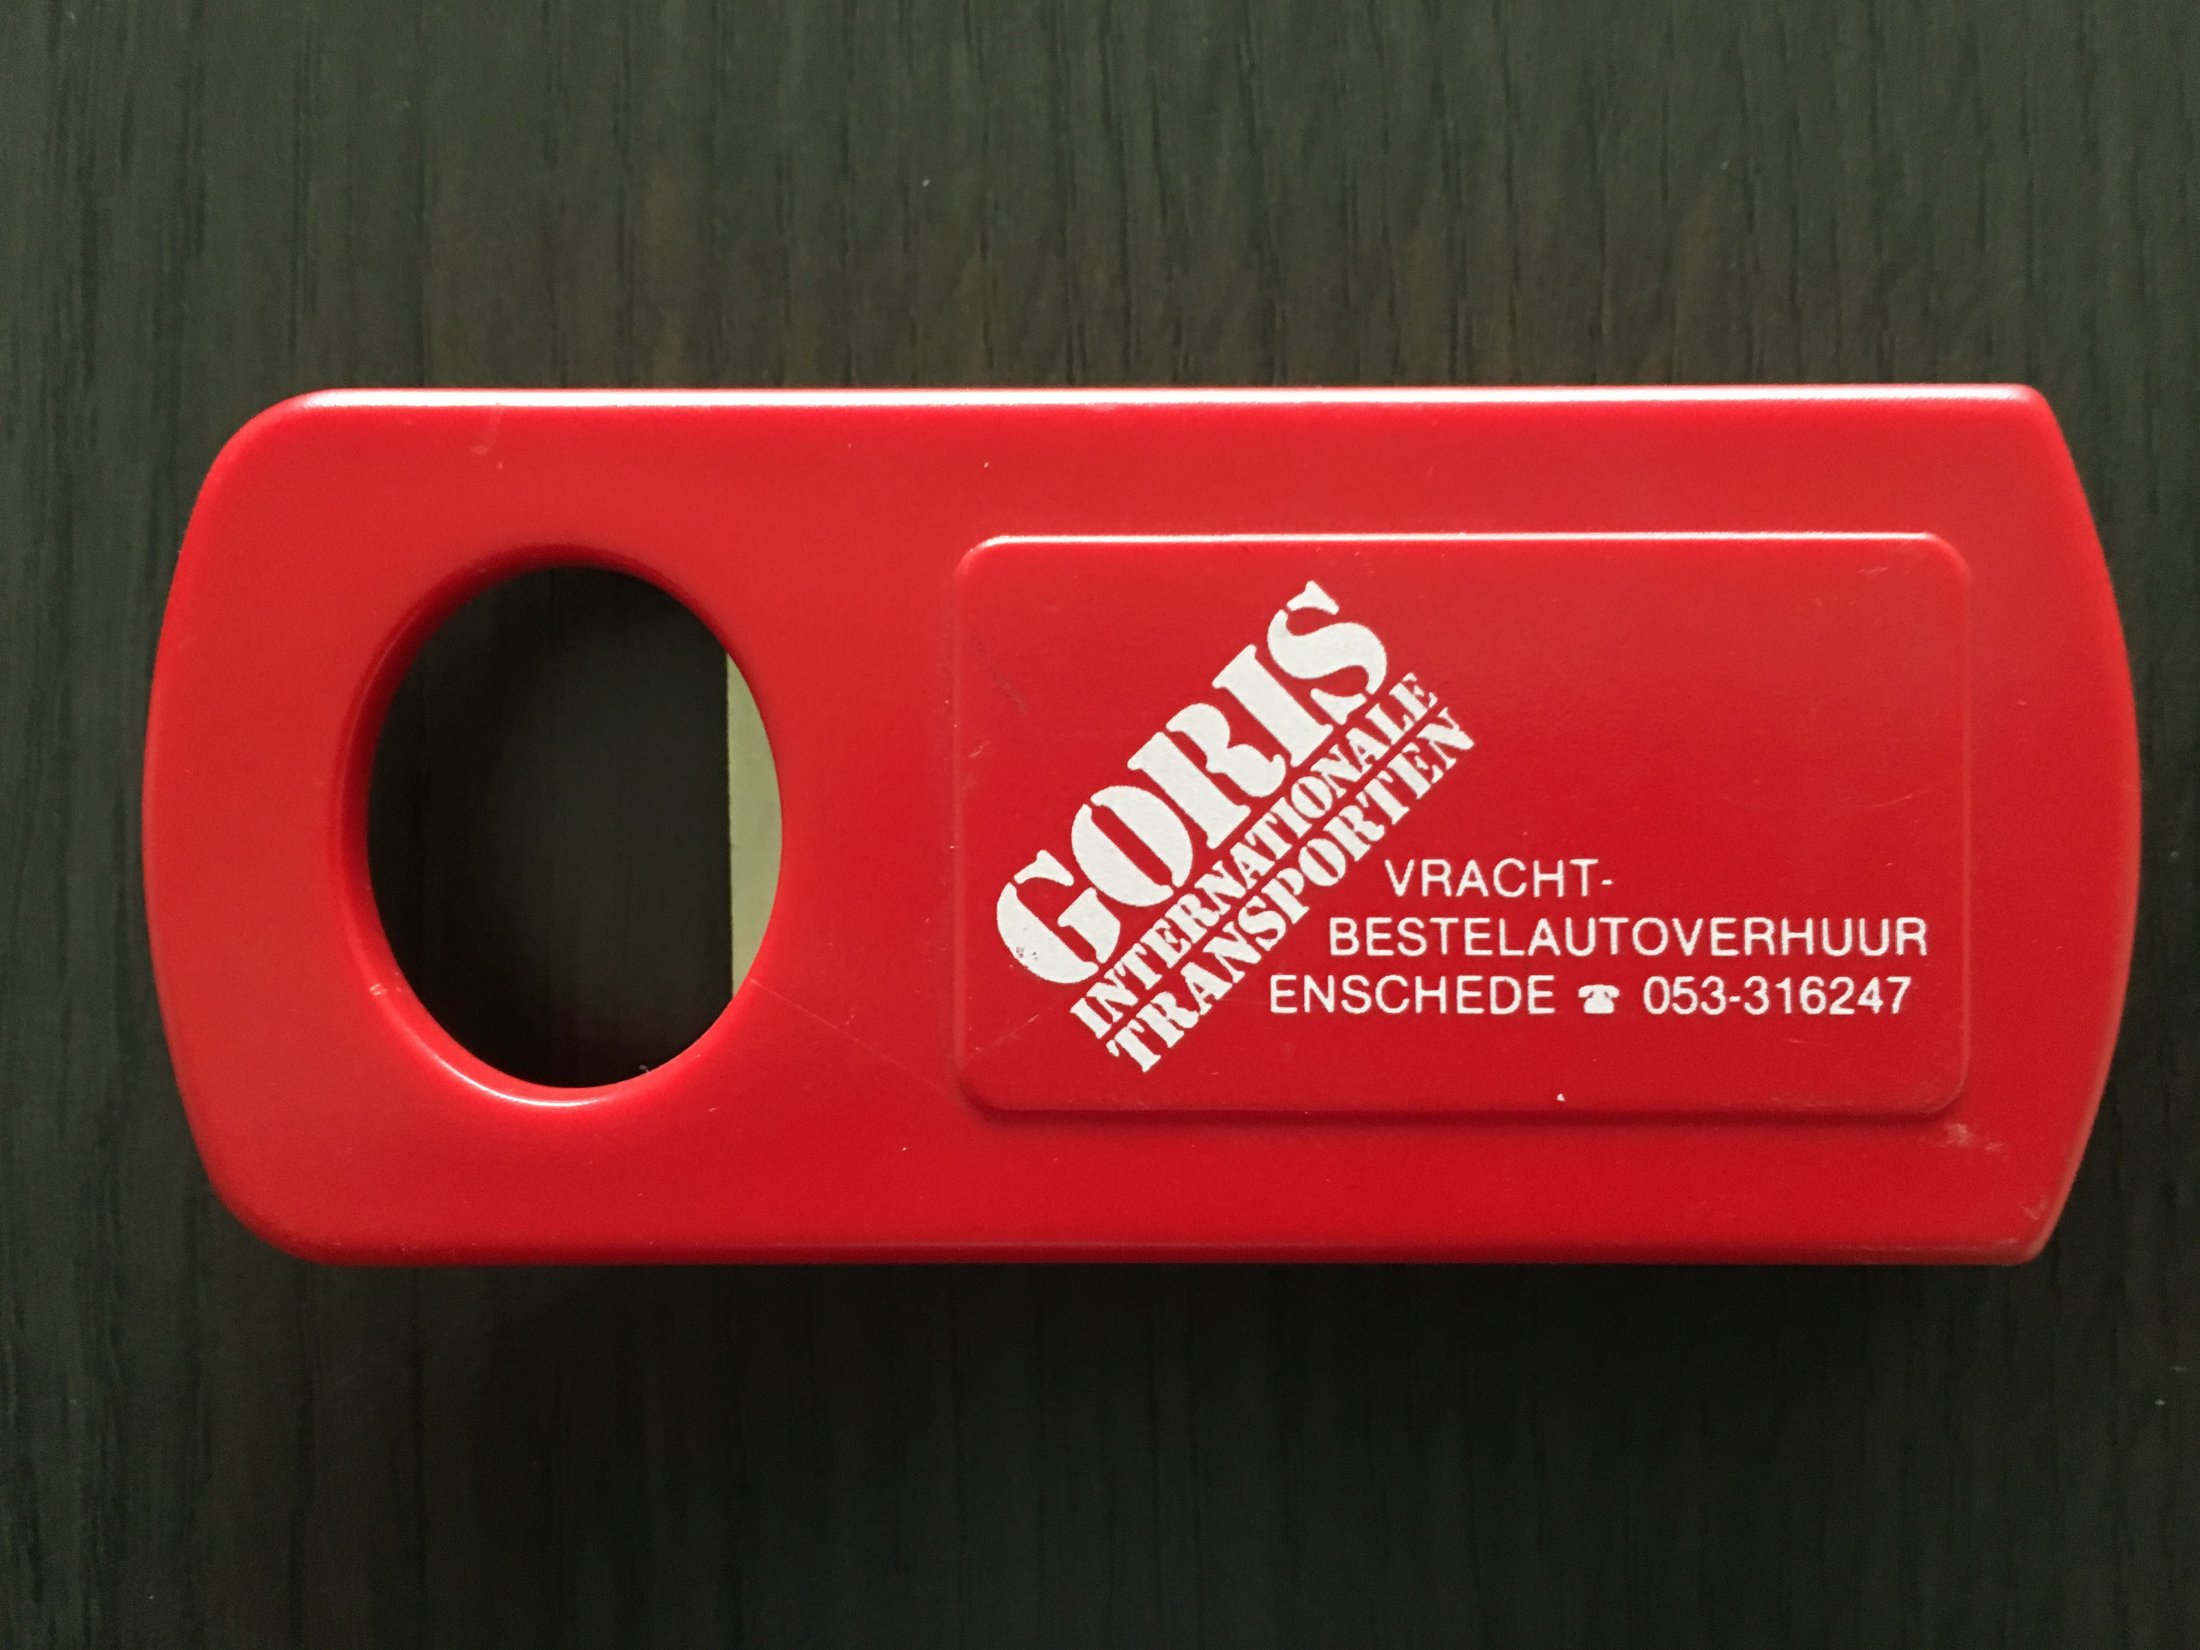 GORIS
INTERNATIONALE
TRANSPORTEN
VRACHT-
BESTELAUTOVERHUUR
ENSCHEDE ☎ 053-316247